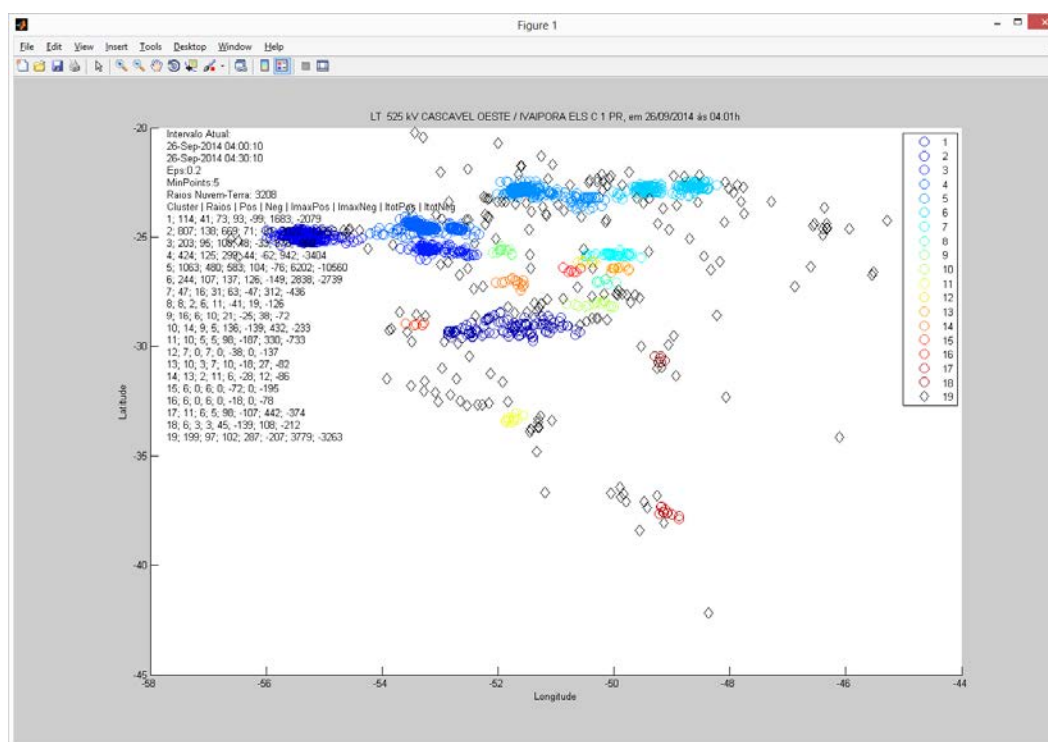 Figure 1
File Edit View Insert Tools Desktop Window Help
LT 525 kV CASCAVEL OESTE / IVAIPORA ELS C 1 PR, em 26/09/2014 ás 04.01h
Intervalo Atual:
26-Sep-2014 04:00:10
26-Sep-2014 04:30:10
Eps:0.2
MinPoints:5
Raios Nuvem-Terra: 3208
Cluster | Raios | Pos | Neg | ImaxPos | ImaxNeg | ItotPos | ItotNeg
1; 114; 41; 73; 93; -99; 1683; -2079
2; 807; 138; 669; 71;
3; 203; 95; 108; 48; -33;
4; 424; 125; 299; 44; -62; 942; -3404
5; 1063; 480; 583; 104; -76; 6202; -10560
6; 244; 107; 137; 126; -149; 2838; -2739
7; 47; 16; 31; 63; -47; 312; -436
8; 8; 2; 6; 11; -41; 19; -126
9; 16; 6; 10; 21; -25; 38; -72
10; 14; 9; 5; 136; -139; 432; -233
11; 10; 5; 5; 98; -187; 330; -733
12; 7; 0; 7; 0; -38; 0; -137
13; 10; 3; 7; 10; -18; 27; -82
14; 13; 2; 11; 6; -28; 12; -86
15; 6; 0; 6; 0; -72; 0; -195
16; 6; 0; 6; 0; -18; 0; -78
17; 11; 6; 5; 98; -107; 442; -374
18; 6; 3; 3; 45; -139; 108; -212
19; 199; 97; 102; 287; -207; 3779; -3263
1
2
3
4
5
6
7
8
9
10
11
12
13
14
15
16
17
18
19
-20
-25
-30
-35
-40
-45
Latitude
-58 -56 -54 -52 -50 -48 -46 -44
Longitude